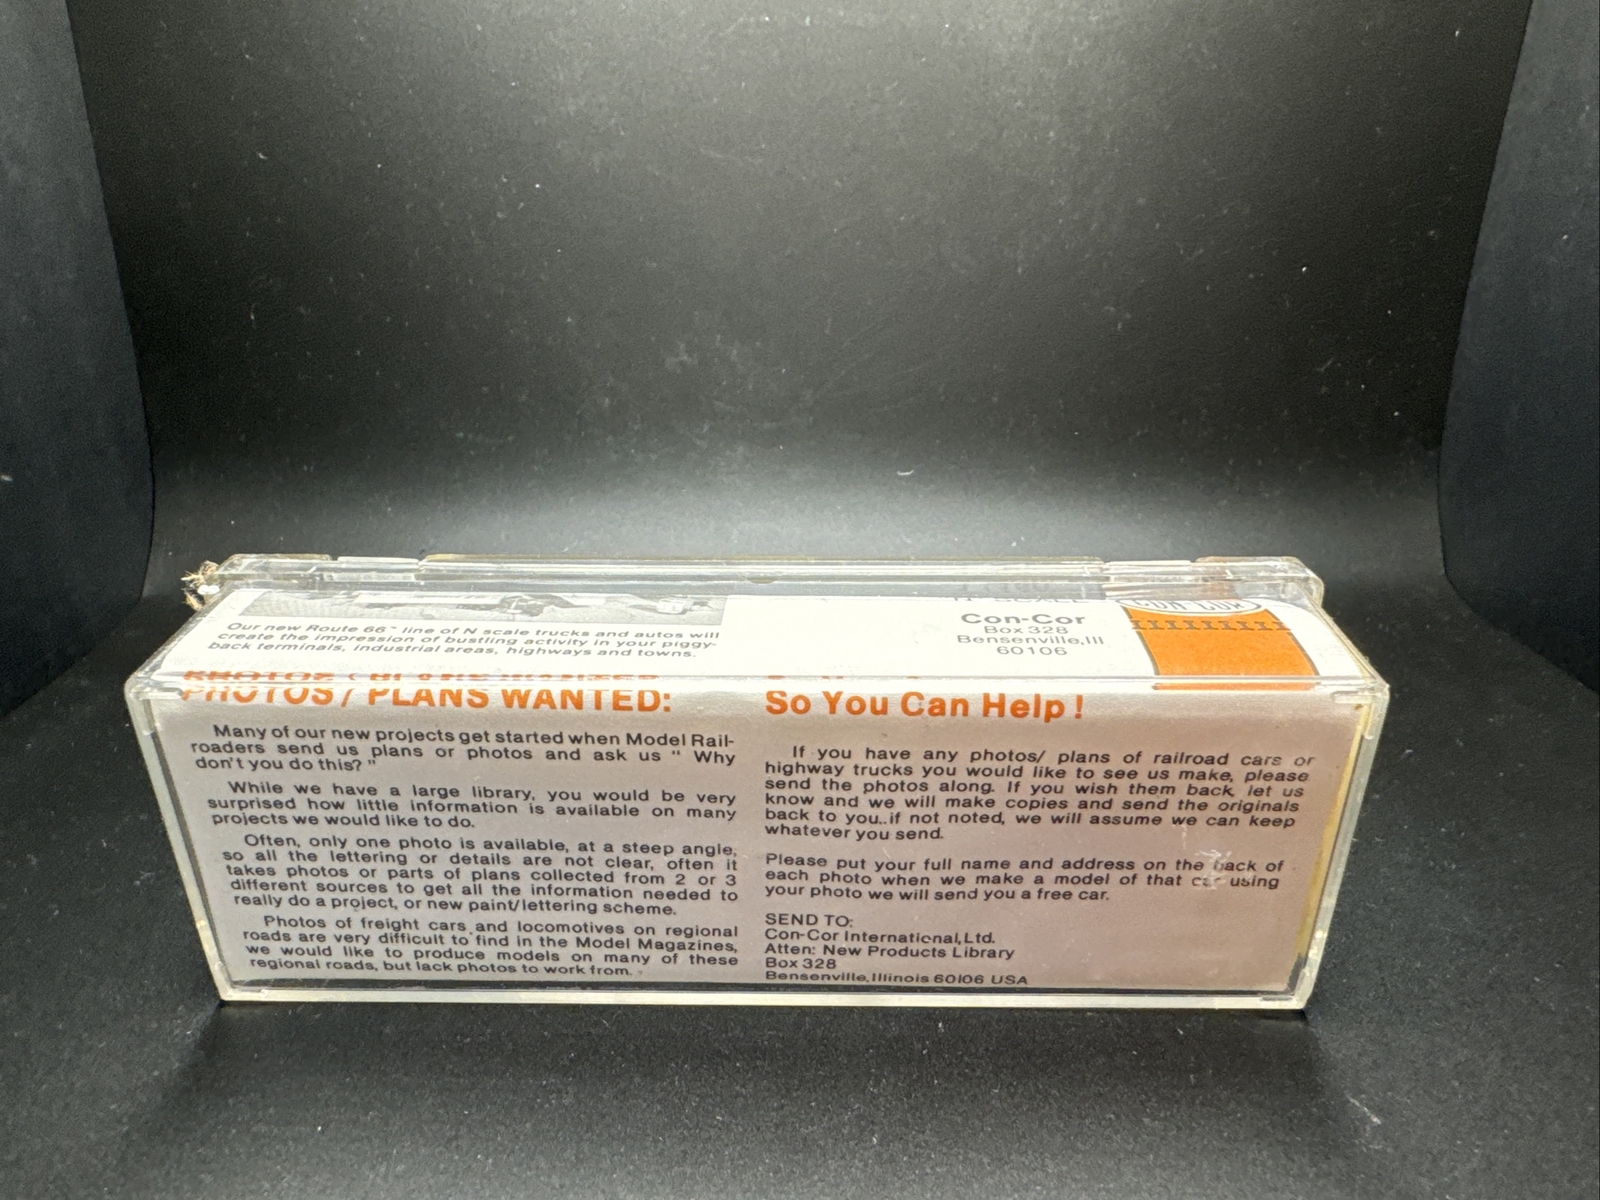 Our new Route 66™ line of N scale trucks and autos will
create the impression of bustling activity in your piggy-
back terminals, industrial areas, highways and towns.
Con-Cor
Box 328
Bensenville,Ill
60106
PHOTOS / PLANS WANTED:
Many of our new projects get started when Model Rail-
roaders send us plans or photos and ask us " Why
don't you do this? "
While we have a large library, you would be very
surprised how little information is available on many
projects we would like to do.
Often, only one photo is available, at a steep angle,
so all the lettering or details are not clear, often it
takes photos or parts of plans collected from 2 or 3
different sources to get all the information needed to
really do a project, or new paint/lettering scheme.
Photos of freight cars and locomotives on regional
roads are very difficult to find in the Model Magazines,
we would like to produce models on many of these
regional roads, but lack photos to work from.
So You Can Help !
If you have any photos/ plans of railroad cars or
highway trucks you would like to see us make, please
send the photos along. If you wish them back, let us
know and we will make copies and send the originals
back to you..if not noted, we will assume we can keep
whatever you send.
Please put your full name and address on the back of
each photo when we make a model of that car using
your photo we will send you a free car.
SEND TO:
Con-Cor International, Ltd.
Atten: New Products Library
Box 328
Bensenville, Illinois 60106 USA